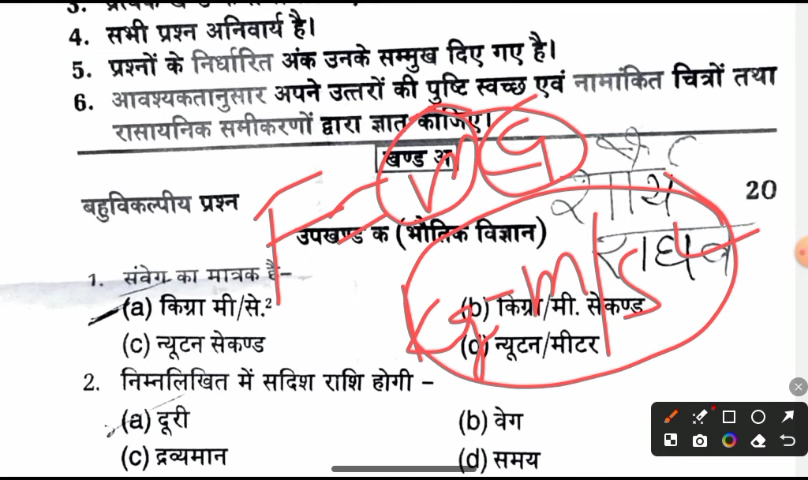 4. सभी प्रश्न अनिवार्य है।
5. प्रश्नों के निर्धारित अंक उनके सम्मुख दिए गए है।
6. आवश्यकतानुसार अपने उत्तरों की पुष्टि स्वच्छ एवं नामांकित चित्रों तथा
रासायनिक समीकरणों द्वारा ज्ञात कीजिए।
खण्ड अ
बहुविकल्पीय प्रश्न 20
उपखण्ड क (भौतिक विज्ञान)
राघव
1. संवेग का मात्रक है–
(a) किग्रा मी/से.² (b) किग्रा/मी. सेकण्ड
(c) न्यूटन सेकण्ड (d) न्यूटन/मीटर
kg-m/s
2. निम्नलिखित में सदिश राशि होगी –
(a) दूरी (b) वेग
(c) द्रव्यमान (d) समय